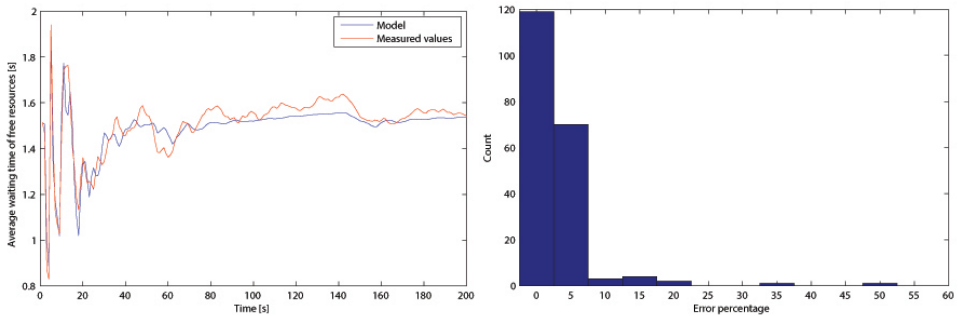 2
1.8
1.6
1.4
1.2
1
0.8
Average waiting time of free resources [s]
Model
Measured values
0 20 40 60 80 100 120 140 160 180 200
Time [s]
120
100
80
60
40
20
0
Count
0 5 10 15 20 25 30 35 40 45 50 55 60
Error percentage